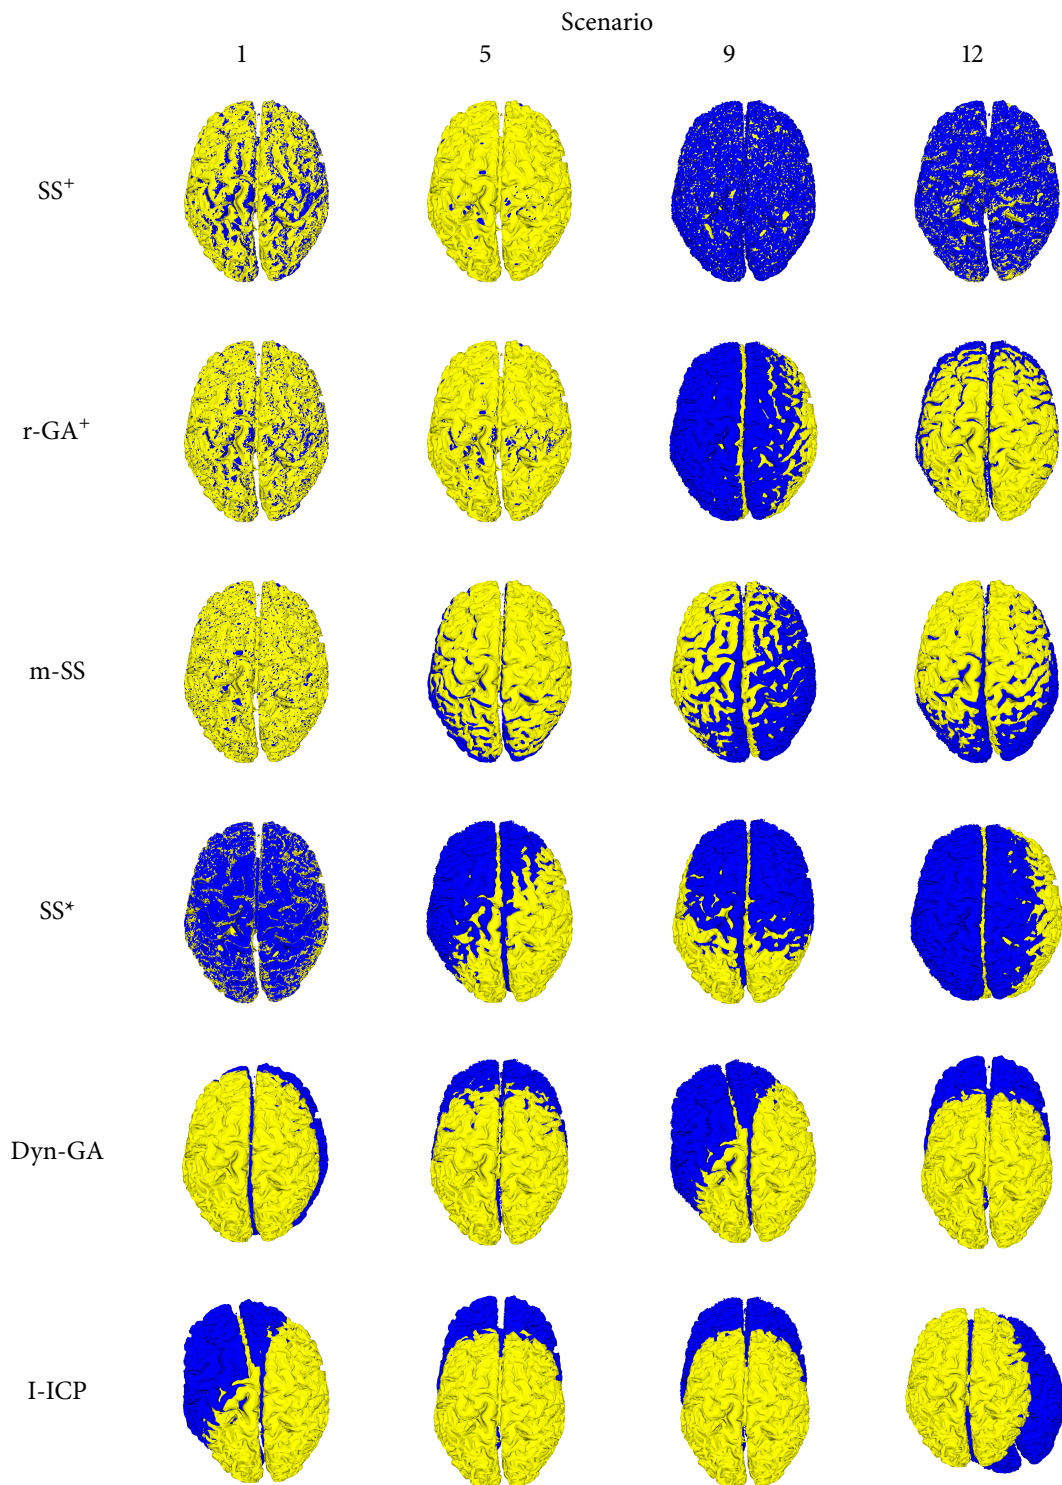 Scenario
1 5 9 12
SS⁺
r-GA⁺
m-SS
SS*
Dyn-GA
I-ICP